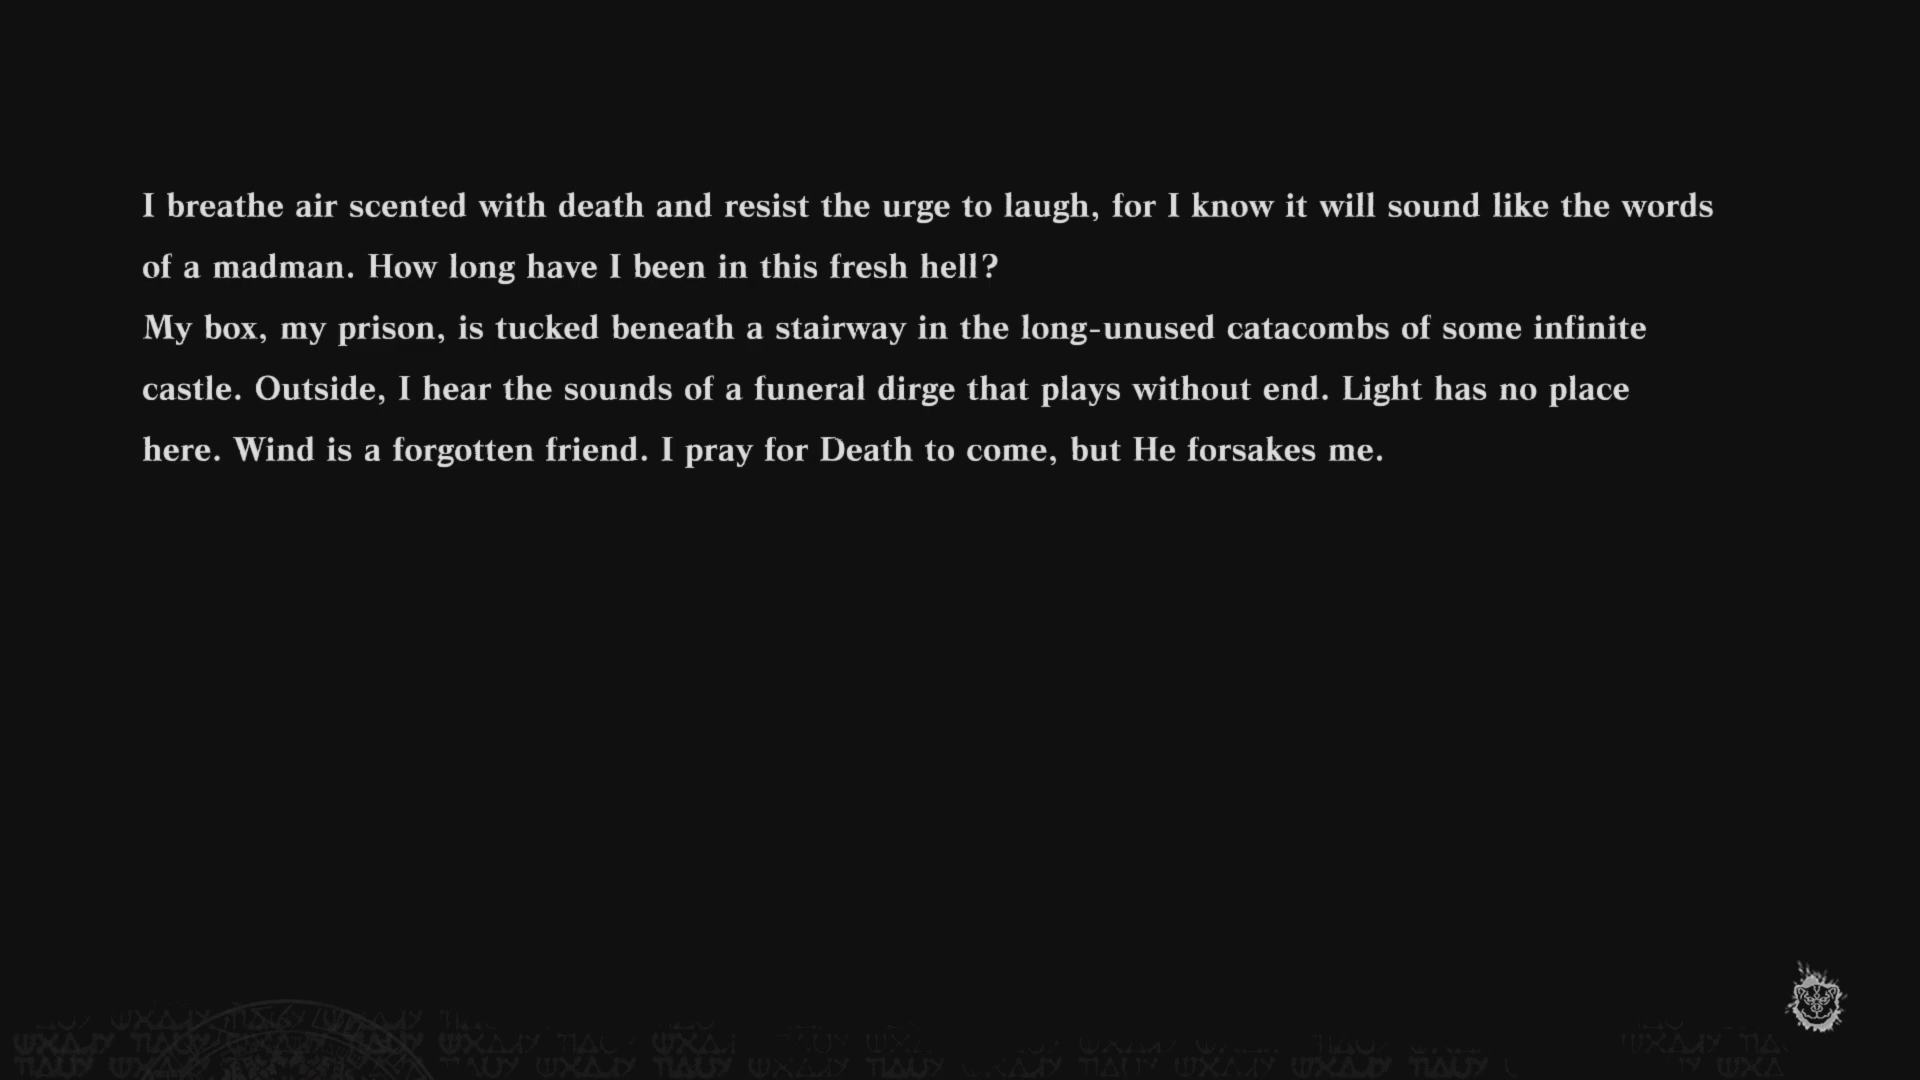 I breathe air scented with death and resist the urge to laugh, for I know it will sound like the words
of a madman. How long have I been in this fresh hell?
My box, my prison, is tucked beneath a stairway in the long-unused catacombs of some infinite
castle. Outside, I hear the sounds of a funeral dirge that plays without end. Light has no place
here. Wind is a forgotten friend. I pray for Death to come, but He forsakes me.